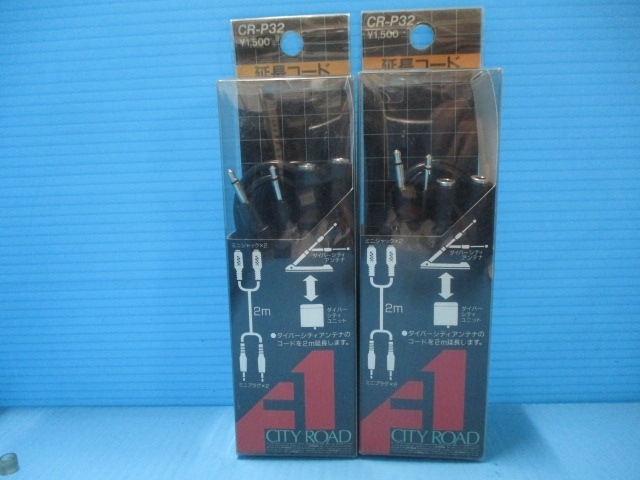 CR-P32
¥1,500
延長コード
ミニジャック×2
ダイバーシティ
アンテナ
2m
ダイバー
シティ
ユニット
●ダイバーシティアンテナの
コードを2m延長します。
ミニプラグ×2
CITY ROAD
CR-P32
¥1,500
延長コード
ミニジャック×2
ダイバーシティ
アンテナ
2m
ダイバー
シティ
ユニット
●ダイバーシティアンテナの
コードを2m延長します。
ミニプラグ×2
CITY ROAD